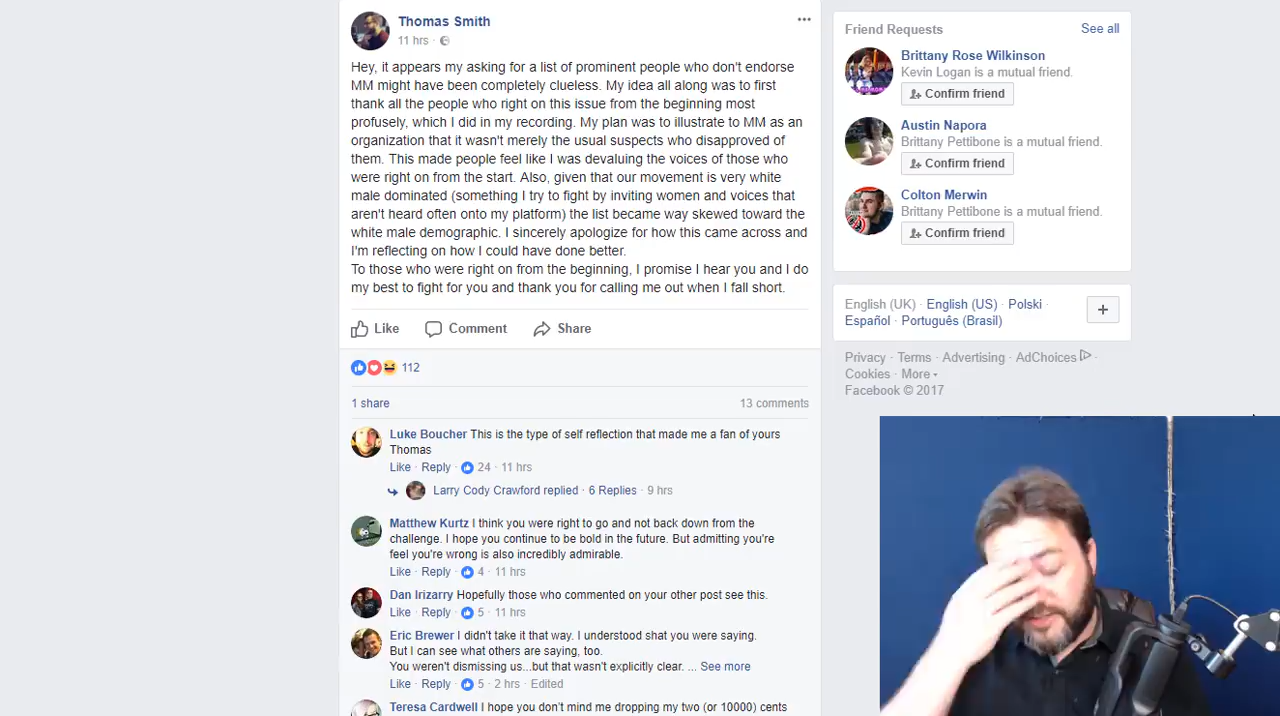 Thomas Smith
11 hrs ·
Hey, it appears my asking for a list of prominent people who don't endorse
MM might have been completely clueless. My idea all along was to first
thank all the people who right on this issue from the beginning most
profusely, which I did in my recording. My plan was to illustrate to MM as an
organization that it wasn't merely the usual suspects who disapproved of
them. This made people feel like I was devaluing the voices of those who
were right on from the start. Also, given that our movement is very white
male dominated (something I try to fight by inviting women and voices that
aren't heard often onto my platform) the list became way skewed toward the
white male demographic. I sincerely apologize for how this came across and
I'm reflecting on how I could have done better.
To those who were right on from the beginning, I promise I hear you and I do
my best to fight for you and thank you for calling me out when I fall short.
Like Comment Share
112
1 share 13 comments
Luke Boucher This is the type of self reflection that made me a fan of yours
Thomas
Like · Reply · 24 · 11 hrs
Larry Cody Crawford replied · 6 Replies · 9 hrs
Matthew Kurtz I think you were right to go and not back down from the
challenge. I hope you continue to be bold in the future. But admitting you're
feel you're wrong is also incredibly admirable.
Like · Reply · 4 · 11 hrs
Dan Irizarry Hopefully those who commented on your other post see this.
Like · Reply · 5 · 11 hrs
Eric Brewer I didn't take it that way. I understood shat you were saying.
But I can see what others are saying, too.
You weren't dismissing us...but that wasn't explicitly clear. ... See more
Like · Reply · 5 · 2 hrs · Edited
Teresa Cardwell I hope you don't mind me dropping my two (or 10000) cents
Friend Requests See all
Brittany Rose Wilkinson
Kevin Logan is a mutual friend.
Confirm friend
Austin Napora
Brittany Pettibone is a mutual friend.
Confirm friend
Colton Merwin
Brittany Pettibone is a mutual friend.
Confirm friend
English (UK) · English (US) · Polski ·
Español · Português (Brasil)
Privacy · Terms · Advertising · AdChoices ·
Cookies · More
Facebook © 2017